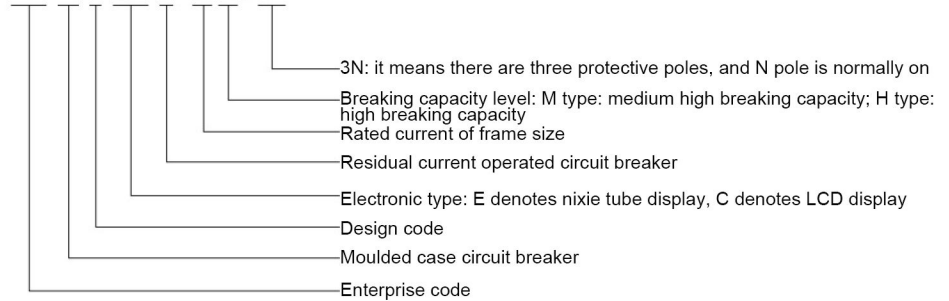 3N: it means there are three protective poles, and N pole is normally on
Breaking capacity level: M type: medium high breaking capacity; H type:
high breaking capacity
Rated current of frame size
Residual current operated circuit breaker
Electronic type: E denotes nixie tube display, C denotes LCD display
Design code
Moulded case circuit breaker
Enterprise code